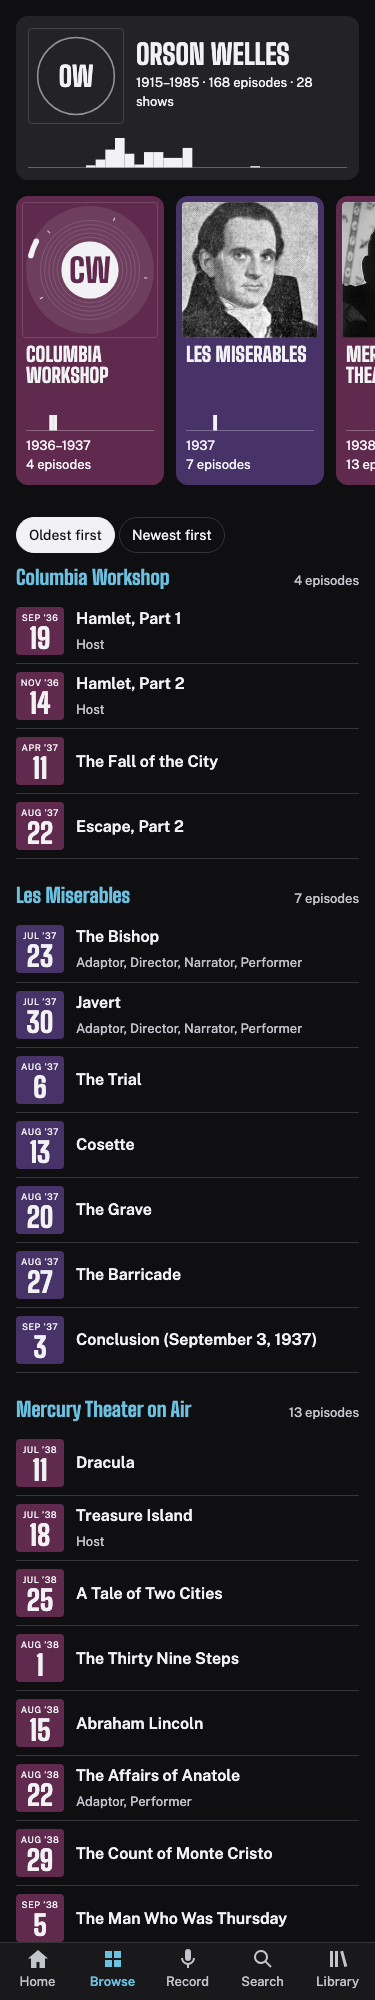 OW
ORSON WELLES
1915–1985 · 168 episodes · 28
shows
CW
COLUMBIA
WORKSHOP
1936–1937
4 episodes
LES MISERABLES
1937
7 episodes
1938
13 ep
Oldest first
Newest first
Columbia Workshop
4 episodes
SEP '36
19
Hamlet, Part 1
Host
NOV '36
14
Hamlet, Part 2
Host
APR '37
11
The Fall of the City
AUG '37
22
Escape, Part 2
Les Miserables
7 episodes
JUL '37
23
The Bishop
Adaptor, Director, Narrator, Performer
JUL '37
30
Javert
Adaptor, Director, Narrator, Performer
AUG '37
6
The Trial
AUG '37
13
Cosette
AUG '37
20
The Grave
AUG '37
27
The Barricade
SEP '37
3
Conclusion (September 3, 1937)
Mercury Theater on Air
13 episodes
JUL '38
11
Dracula
JUL '38
18
Treasure Island
Host
JUL '38
25
A Tale of Two Cities
AUG '38
1
The Thirty Nine Steps
AUG '38
15
Abraham Lincoln
AUG '38
22
The Affairs of Anatole
Adaptor, Performer
AUG '38
29
The Count of Monte Cristo
SEP '38
5
The Man Who Was Thursday
Home
Browse
Record
Search
Library